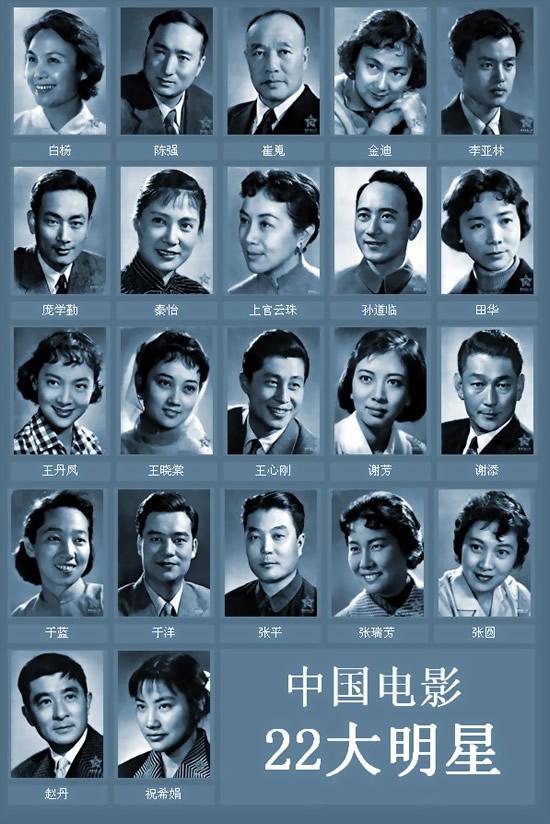 白杨 陈强 崔嵬 金迪 李亚林
庞学勤 秦怡 上官云珠 孙道临 田华
王丹凤 王晓棠 王心刚 谢芳 谢添
于蓝 于洋 张平 张瑞芳 张圆
赵丹 祝希娟
中国电影
22大明星